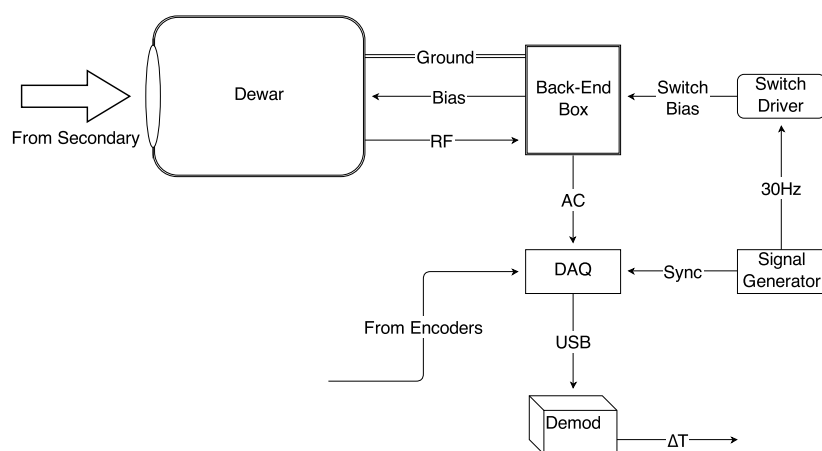 Ground
Dewar
Back-End
Box
Switch
Driver
Bias
Switch
Bias
From Secondary
RF
AC
30Hz
DAQ
Sync
Signal
Generator
From Encoders
USB
Demod
ΔT